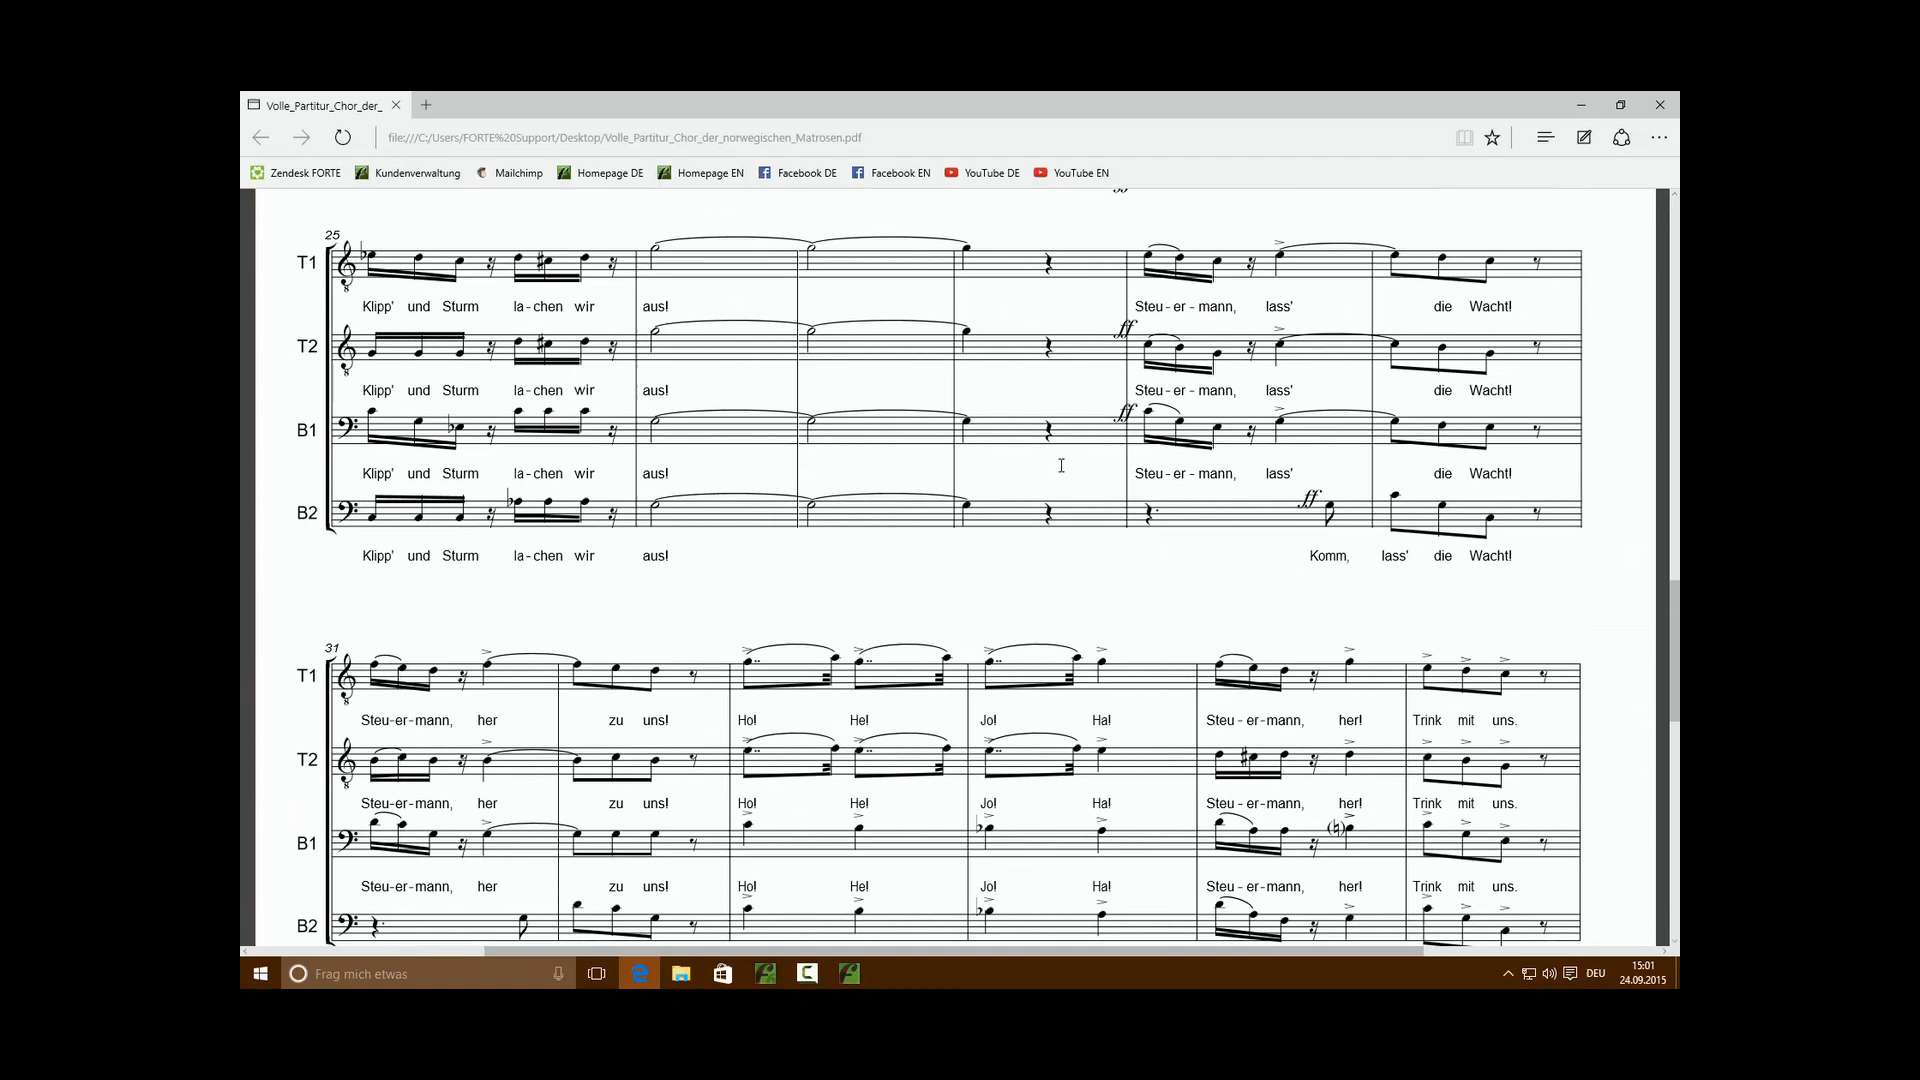 Volle_Partitur_Chor_der_
file:///C:/Users/FORTE%20Support/Desktop/Volle_Partitur_Chor_der_norwegischen_Matrosen.pdf
Zendesk FORTE Kundenverwaltung Mailchimp Homepage DE Homepage EN Facebook DE Facebook EN YouTube DE YouTube EN
ff
25
T1
Klipp' und Sturm la-chen wir aus! Steu-er-mann, lass' die Wacht!
ff
T2
Klipp' und Sturm la-chen wir aus! Steu-er-mann, lass' die Wacht!
ff
B1
Klipp' und Sturm la-chen wir aus! Steu-er-mann, lass' die Wacht!
ff
B2
Klipp' und Sturm la-chen wir aus! Komm, lass' die Wacht!
31
T1
Steu-er-mann, her zu uns! Ho! He! Jo! Ha! Steu-er-mann, her! Trink mit uns.
T2
Steu-er-mann, her zu uns! Ho! He! Jo! Ha! Steu-er-mann, her! Trink mit uns.
B1
Steu-er-mann, her zu uns! Ho! He! Jo! Ha! Steu-er-mann, her! Trink mit uns.
B2
Frag mich etwas
DEU
15:01
24.09.2015